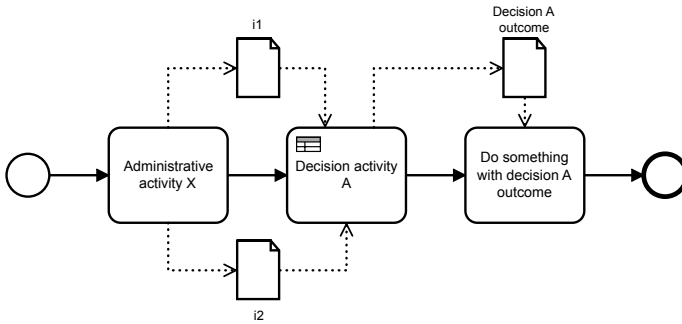 i1
Decision A
outcome
Administrative
activity X
Decision activity
A
Do something
with decision A
outcome
i2